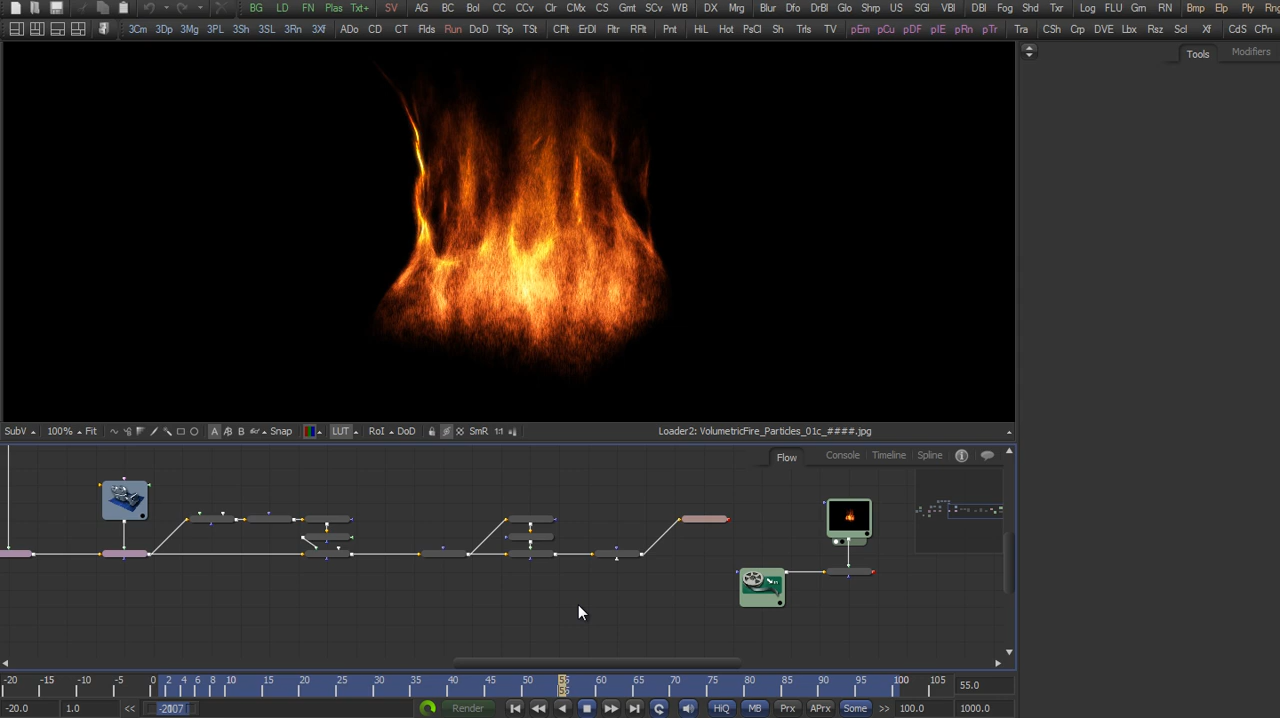 BG LD FN Plas Txt+ SV AG BC Bol CC CCv Clr CMx CS Gmt SCv WB DX Mrg Blur Dfo DrBl Glo Shrp US SGl VBl DBl Fog Shd Txr Log FLU Grn RN Bmp Elp Ply Rng
3Cm 3Dp 3Mg 3PL 3Sh 3SL 3Rn 3Xf ADo CD CT Flds Run DoD TSp TSt CFlt ErDl Fltr RFlt Pnt HiL Hot PsCl Sh Trls TV pEm pCu pDF pIE pRn pTr Tra CSh Crp DVE Lbx Rsz Scl Xf CdS CPn
Tools Modifiers
SubV 100% Fit A B Snap LUT RoI DoD SmR 1:1 Loader2: VolumetricFire_Particles_01c_####.jpg
Flow Console Timeline Spline
-20 -15 -10 -5 0 2 4 6 8 10 15 20 25 30 35 40 45 50 60 65 70 75 80 85 90 95 100 105 55.0
-20.0 1.0 << Render HiQ MB Prx APrx Some >> 100.0 1000.0